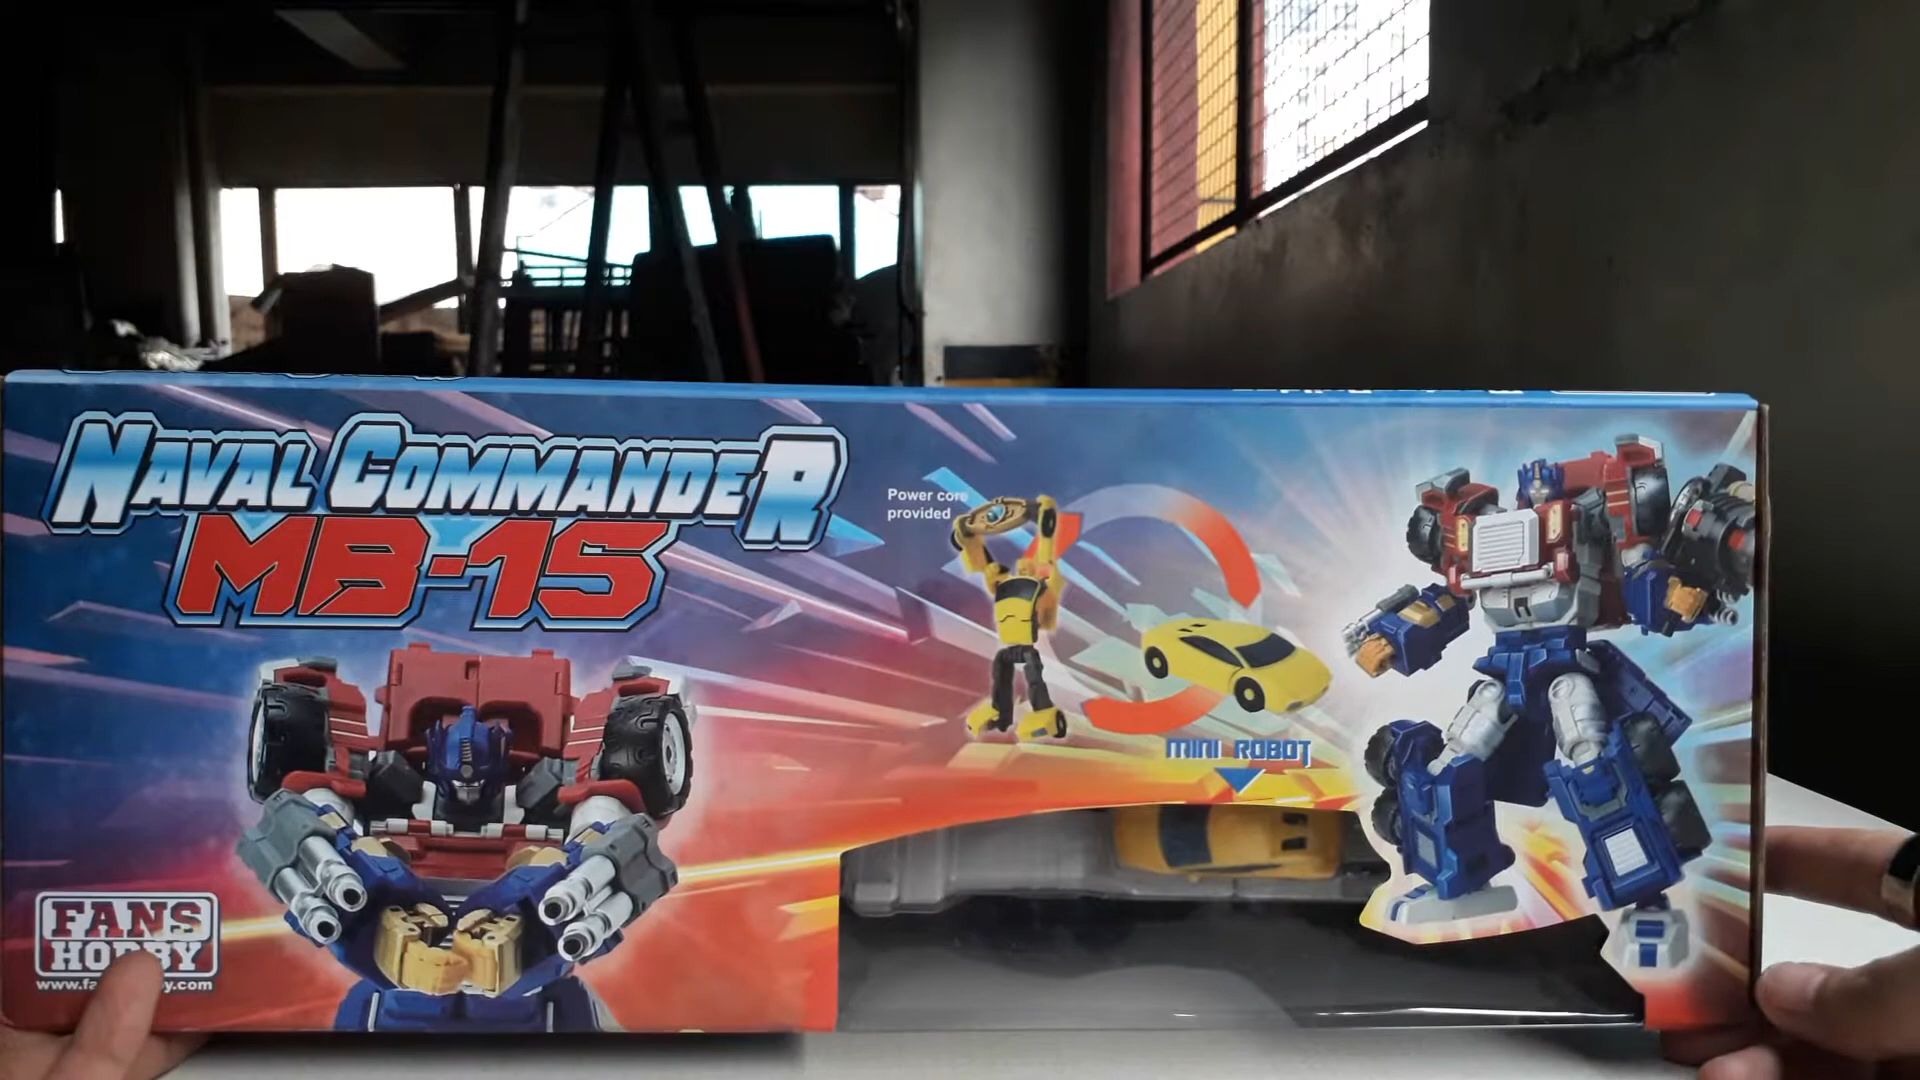 NAVAL COMMANDER
MB-15
Power core
provided
MINI ROBOT
FANS
HOBBY